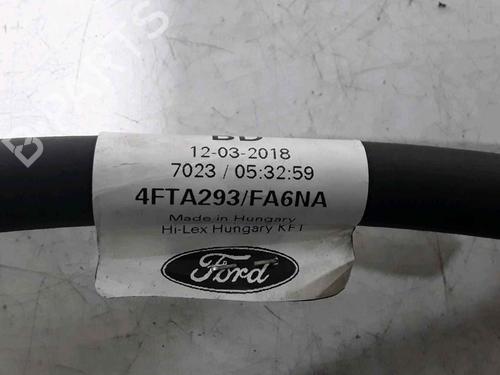 BD
12-03-2018
7023 / 05:32:59
4FTA293/FA6NA
Made in Hungary
Hi-Lex Hungary KFT
Ford